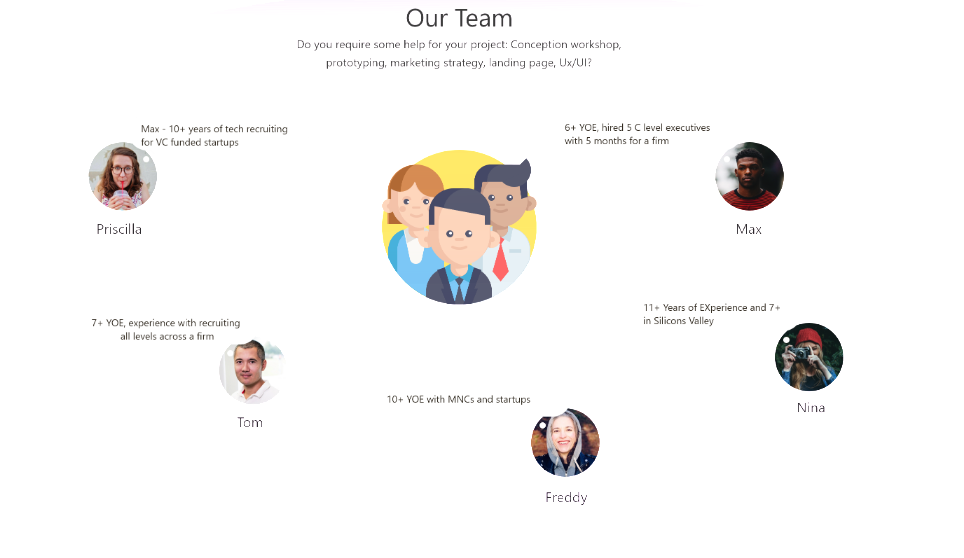 Our Team
Do you require some help for your project: Conception workshop,
prototyping, marketing strategy, landing page, Ux/UI?
Max - 10+ years of tech recruiting
for VC funded startups
Priscilla
6+ YOE, hired 5 C level executives
with 5 months for a firm
Max
7+ YOE, experience with recruiting
all levels across a firm
Tom
11+ Years of EXperience and 7+
in Silicons Valley
Nina
10+ YOE with MNCs and startups
Freddy